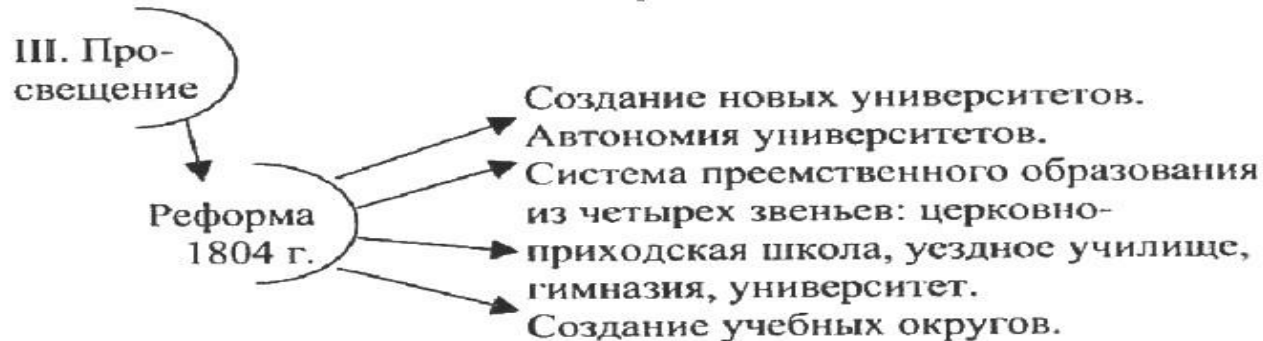 III. Про-
свещение
Создание новых университетов.
Автономия университетов.
Система преемственного образования
из четырех звеньев: церковно-
приходская школа, уездное училище,
гимназия, университет.
Создание учебных округов.
Реформа
1804 г.